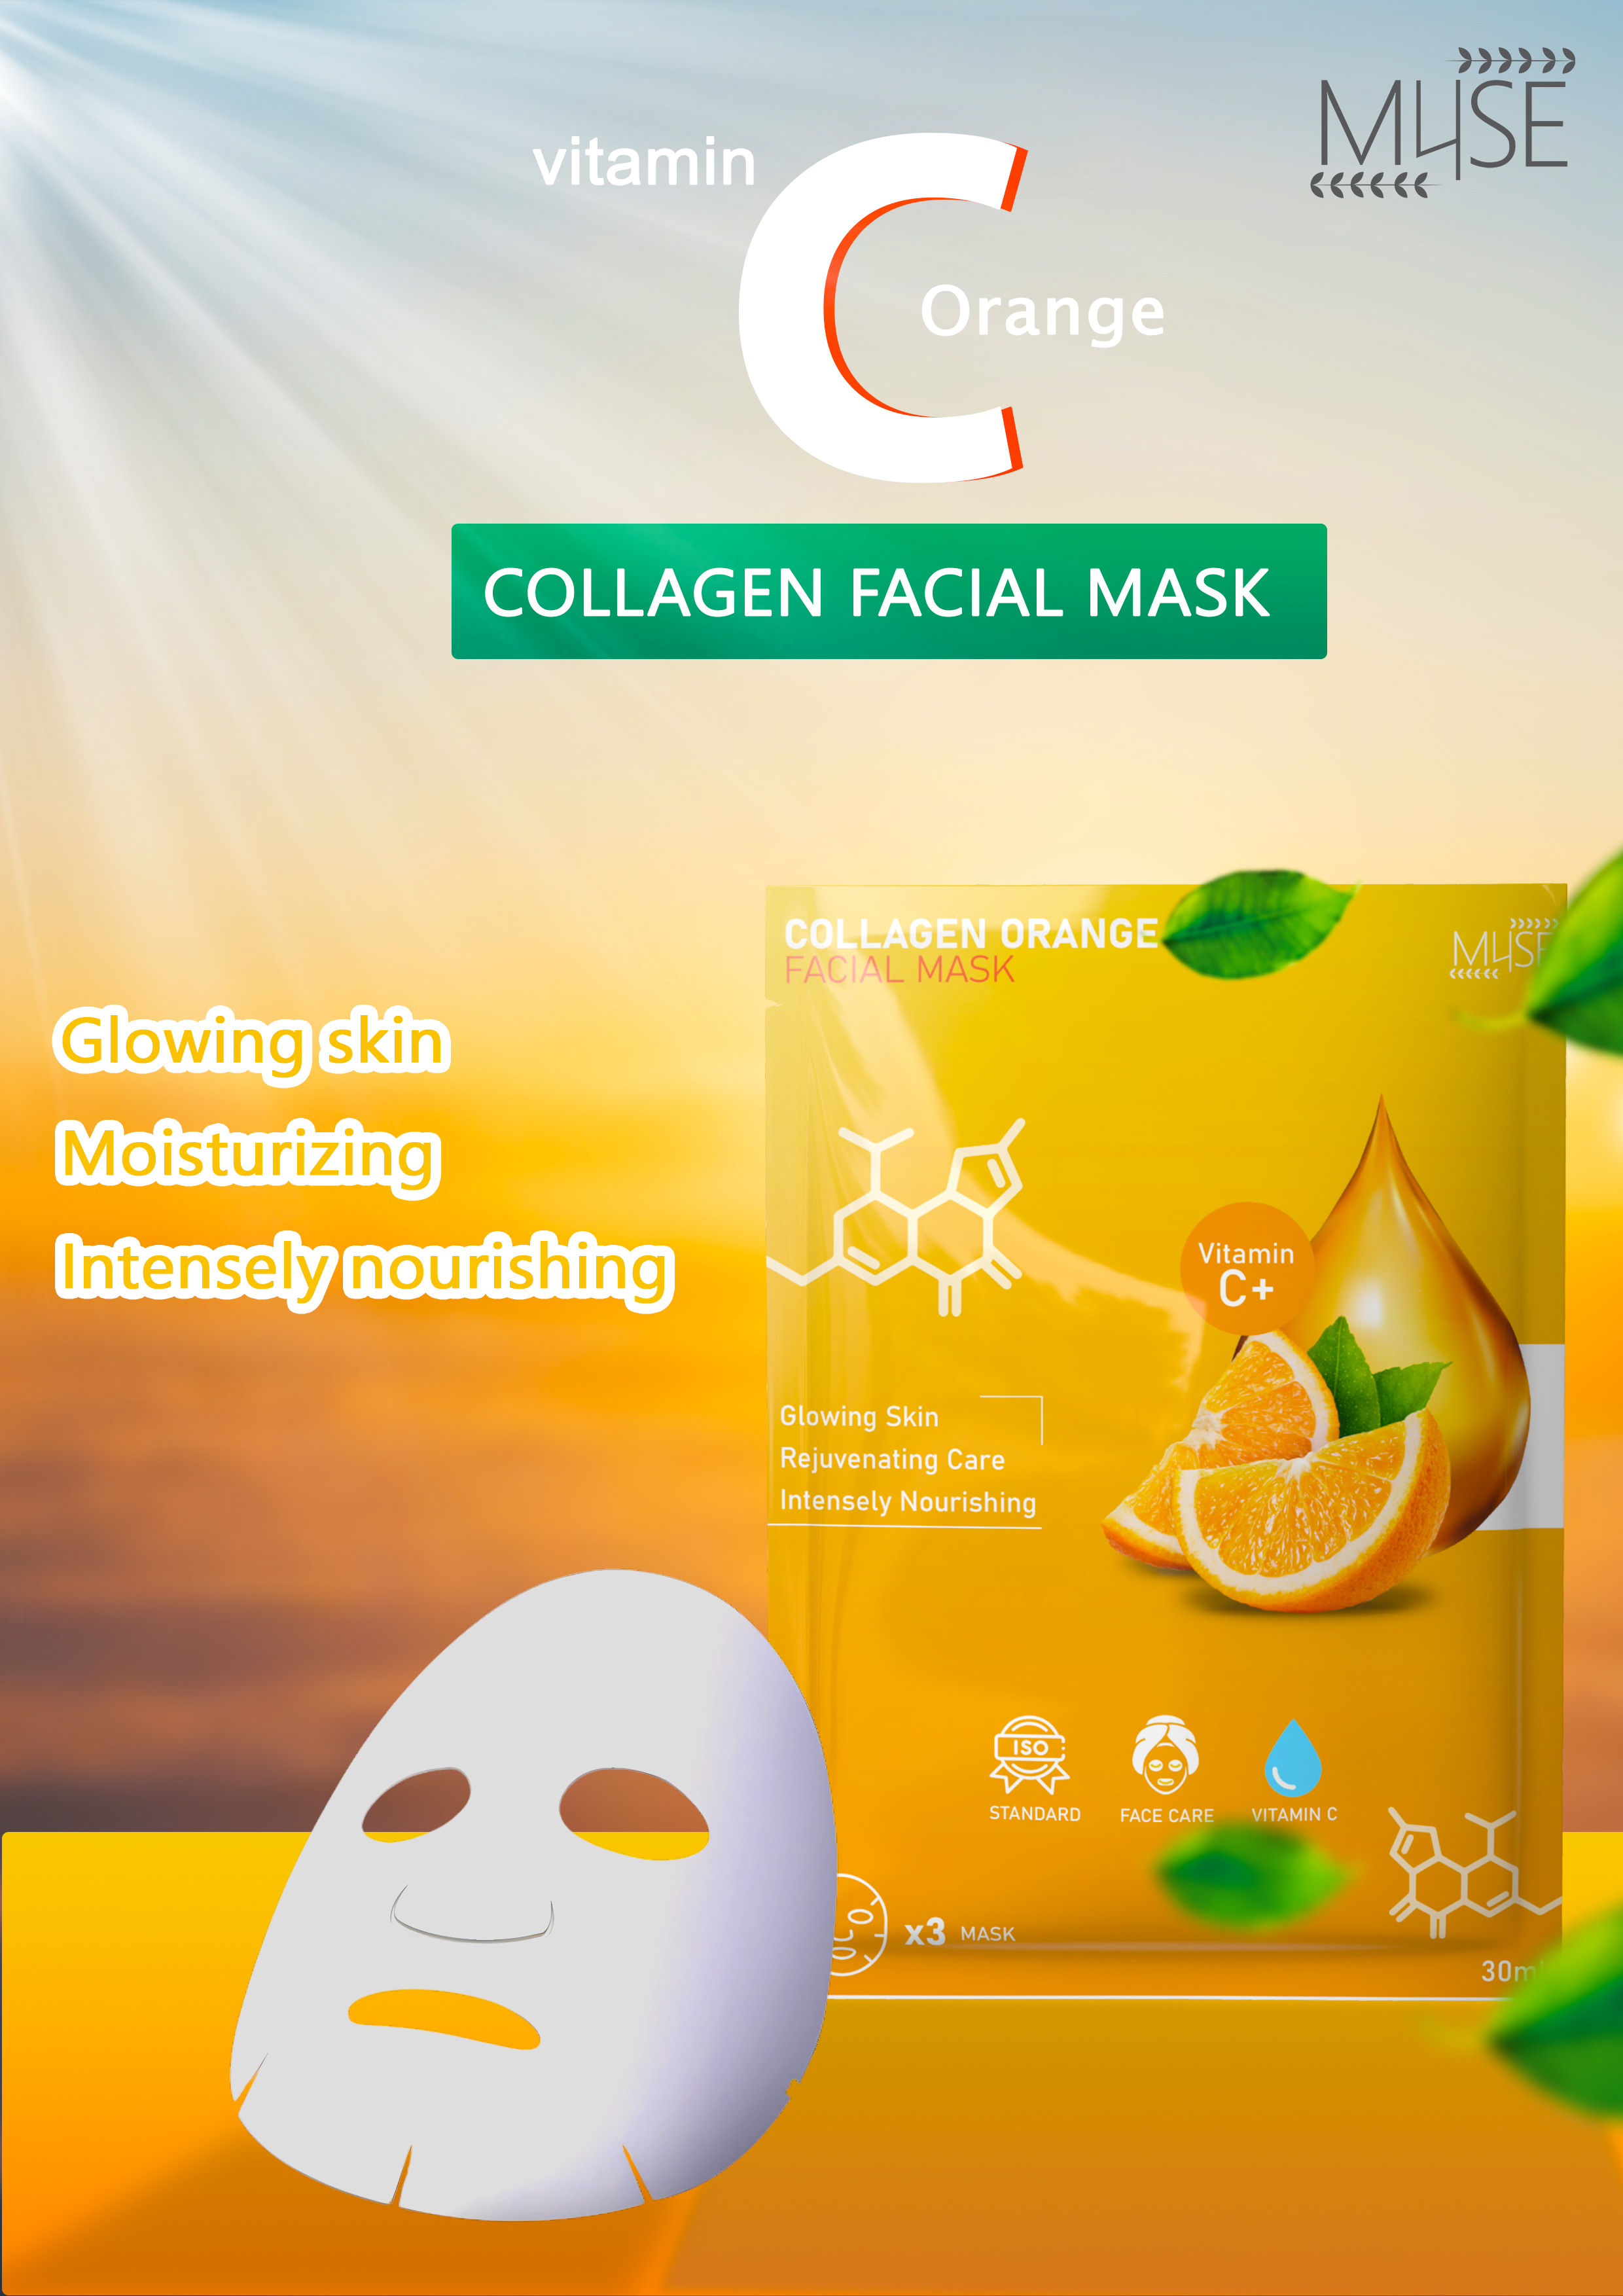 MUSE
vitamin
C
Orange
COLLAGEN FACIAL MASK
COLLAGEN ORANGE
FACIAL MASK
MUSE
Glowing skin
Moisturizing
Intensely nourishing
Vitamin
C+
Glowing Skin
Rejuvenating Care
Intensely Nourishing
ISO
STANDARD
FACE CARE
VITAMIN C
x3 MASK
30ml